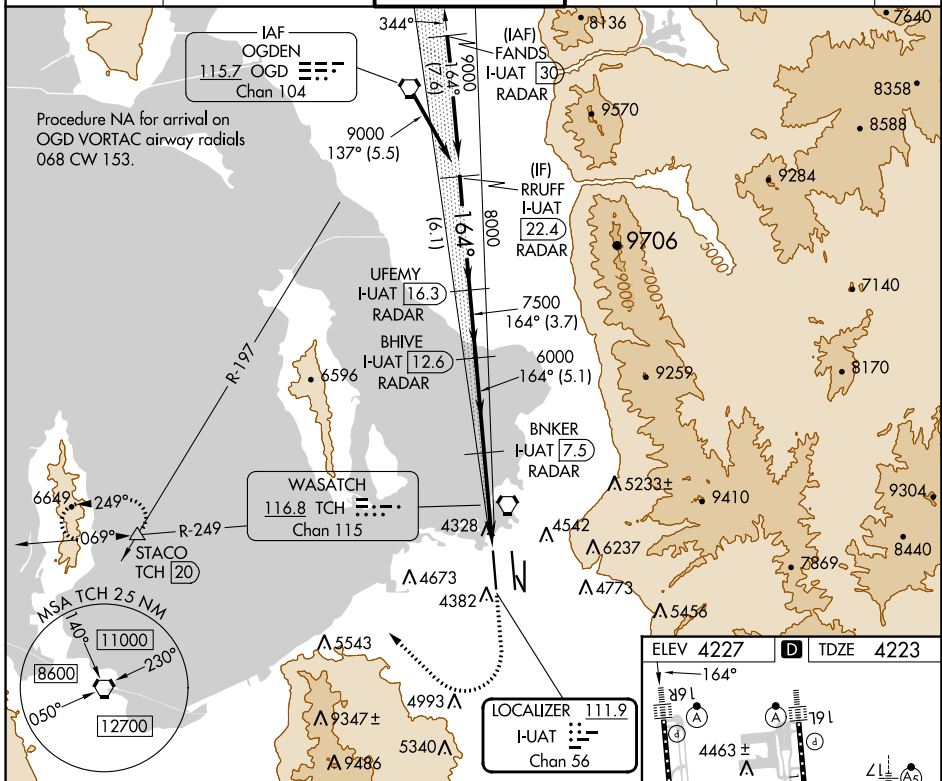 344°
8136
7640
IAF
OGDEN
115.7 OGD
Chan 104
(IAF)
FANDS
I-UAT 30
RADAR
9000
164°
(7.6)
8358
9570
8588
Procedure NA for arrival on
OGD VORTAC airway radials
068 CW 153.
9000
137° (5.5)
9284
(IF)
RRUFF
I-UAT
22.4
RADAR
8000
164°
(6.1)
9706
5000
7000
9000
UFEMY
I-UAT 16.3
RADAR
7140
7500
164° (3.7)
R-197
BHIVE
I-UAT 12.6
RADAR
6000
164° (5.1)
6596
9259
8170
BNKER
I-UAT 7.5
RADAR
WASATCH
116.8 TCH
Chan 115
5233±
9410
9304
6649
249°
069°
R-249
STACO
TCH 20
4328
4542
6237
8440
7869
4673
4382
4773
5456
MSA TCH 25 NM
140°
11000
8600
230°
050°
12700
5543
4993
9347±
5340
9486
LOCALIZER 111.9
I-UAT
Chan 56
ELEV 4227 D TDZE 4223
164°
16R
A
A
16L
P
P
4463 ±
17
A5